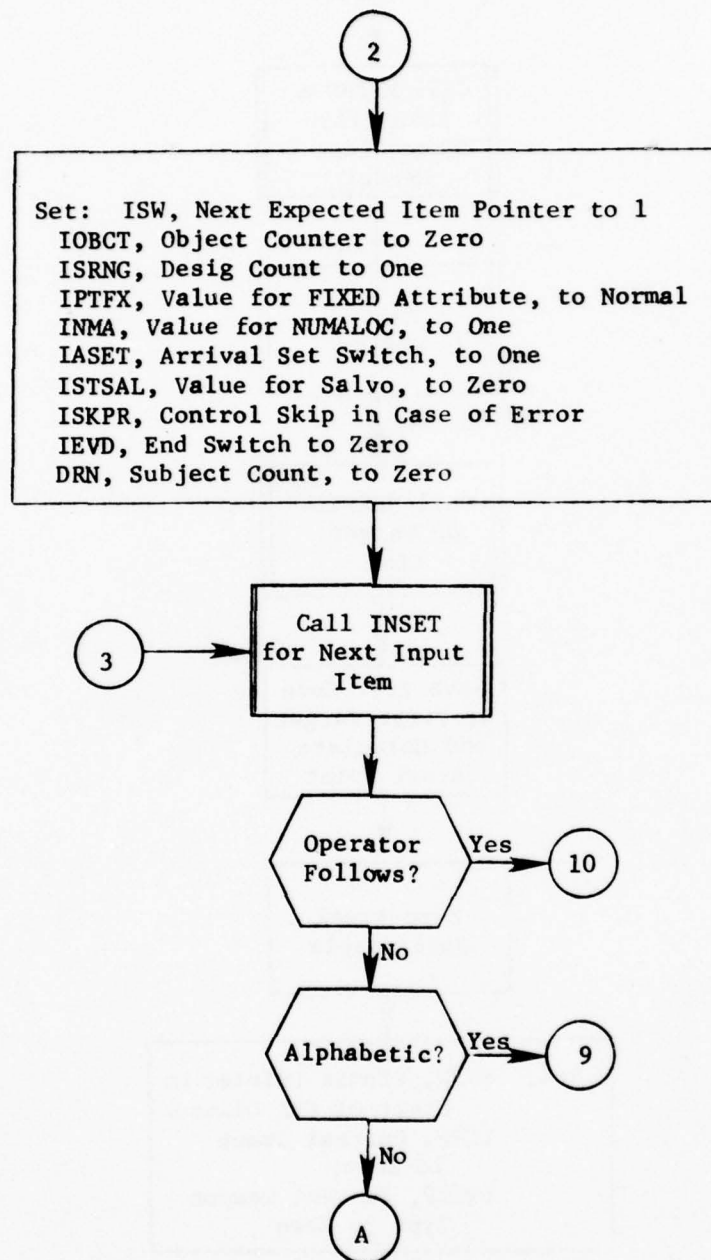 2
Set: ISW, Next Expected Item Pointer to 1
IOBCT, Object Counter to Zero
ISRNG, Desig Count to One
IPTFX, Value for FIXED Attribute, to Normal
INMA, Value for NUMALOC, to One
IASET, Arrival Set Switch, to One
ISTSAL, Value for Salvo, to Zero
ISKPR, Control Skip in Case of Error
IEVD, End Switch to Zero
DRN, Subject Count, to Zero
3
Call INSET
for Next Input
Item
Operator
Follows?
Yes
10
No
Alphabetic?
Yes
9
No
A